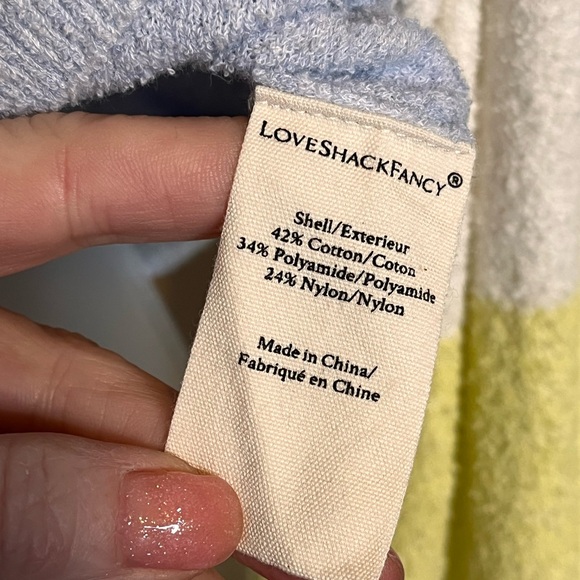 LOVESHACKFANCY®
Shell/Exterieur
42% Cotton/Coton
34% Polyamide/Polyamide
24% Nylon/Nylon
Made in China/
Fabriqué en Chine